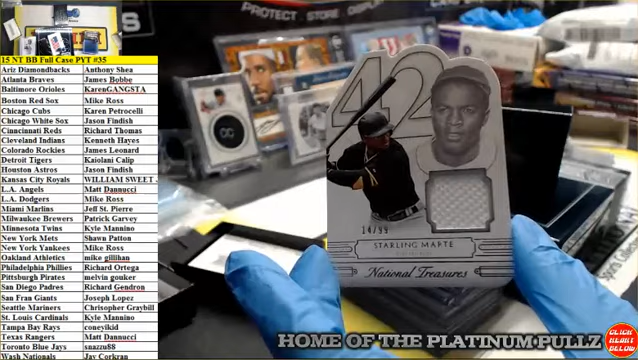 PROTECT STORE DISPLAY
15 NT BB Full Case PYT #35
Ariz Diamondbacks Anthony Shea
Atlanta Braves James Bobbe
Baltimore Orioles KarenGANGSTA
Boston Red Sox Mike Ross
Chicago Cubs Karen Petrocelli
Chicago White Sox Jason Findish
Cinncinnati Reds Richard Thomas
Cleveland Indians Kenneth Hayes
Colorado Rockies James Leonard
Detroit Tigers Kaiolani Calip
Houston Astros Jason Findish
Kansas City Royals WILLIAM SWEET J
L.A. Angels Matt Dannucci
L.A. Dodgers Mike Ross
Miami Marlins Jeff St. Pierre
Milwaukee Brewers Patrick Garvey
Minnesota Twins Kyle Mannino
New York Mets Shawn Patton
New York Yankees Mike Ross
Oakland Athletics mike gillihan
Philadelphia Phillies Richard Ortega
Pittsburgh Pirates melvin gouker
San Diego Padres Richard Gendron
San Fran Giants Joseph Lopez
Seattle Mariners Christopher Graybill
St. Louis Cardinals Kyle Mannino
Tampa Bay Rays coneykid
Texas Rangers Matt Dannucci
Toronto Blue Jays snazzu88
Wash Nationals Jay Corkran
42
14/99
STARLING MARTE
National Treasures
HOME OF THE PLATINUM PULLZ
CLICK
HEART
BELOW